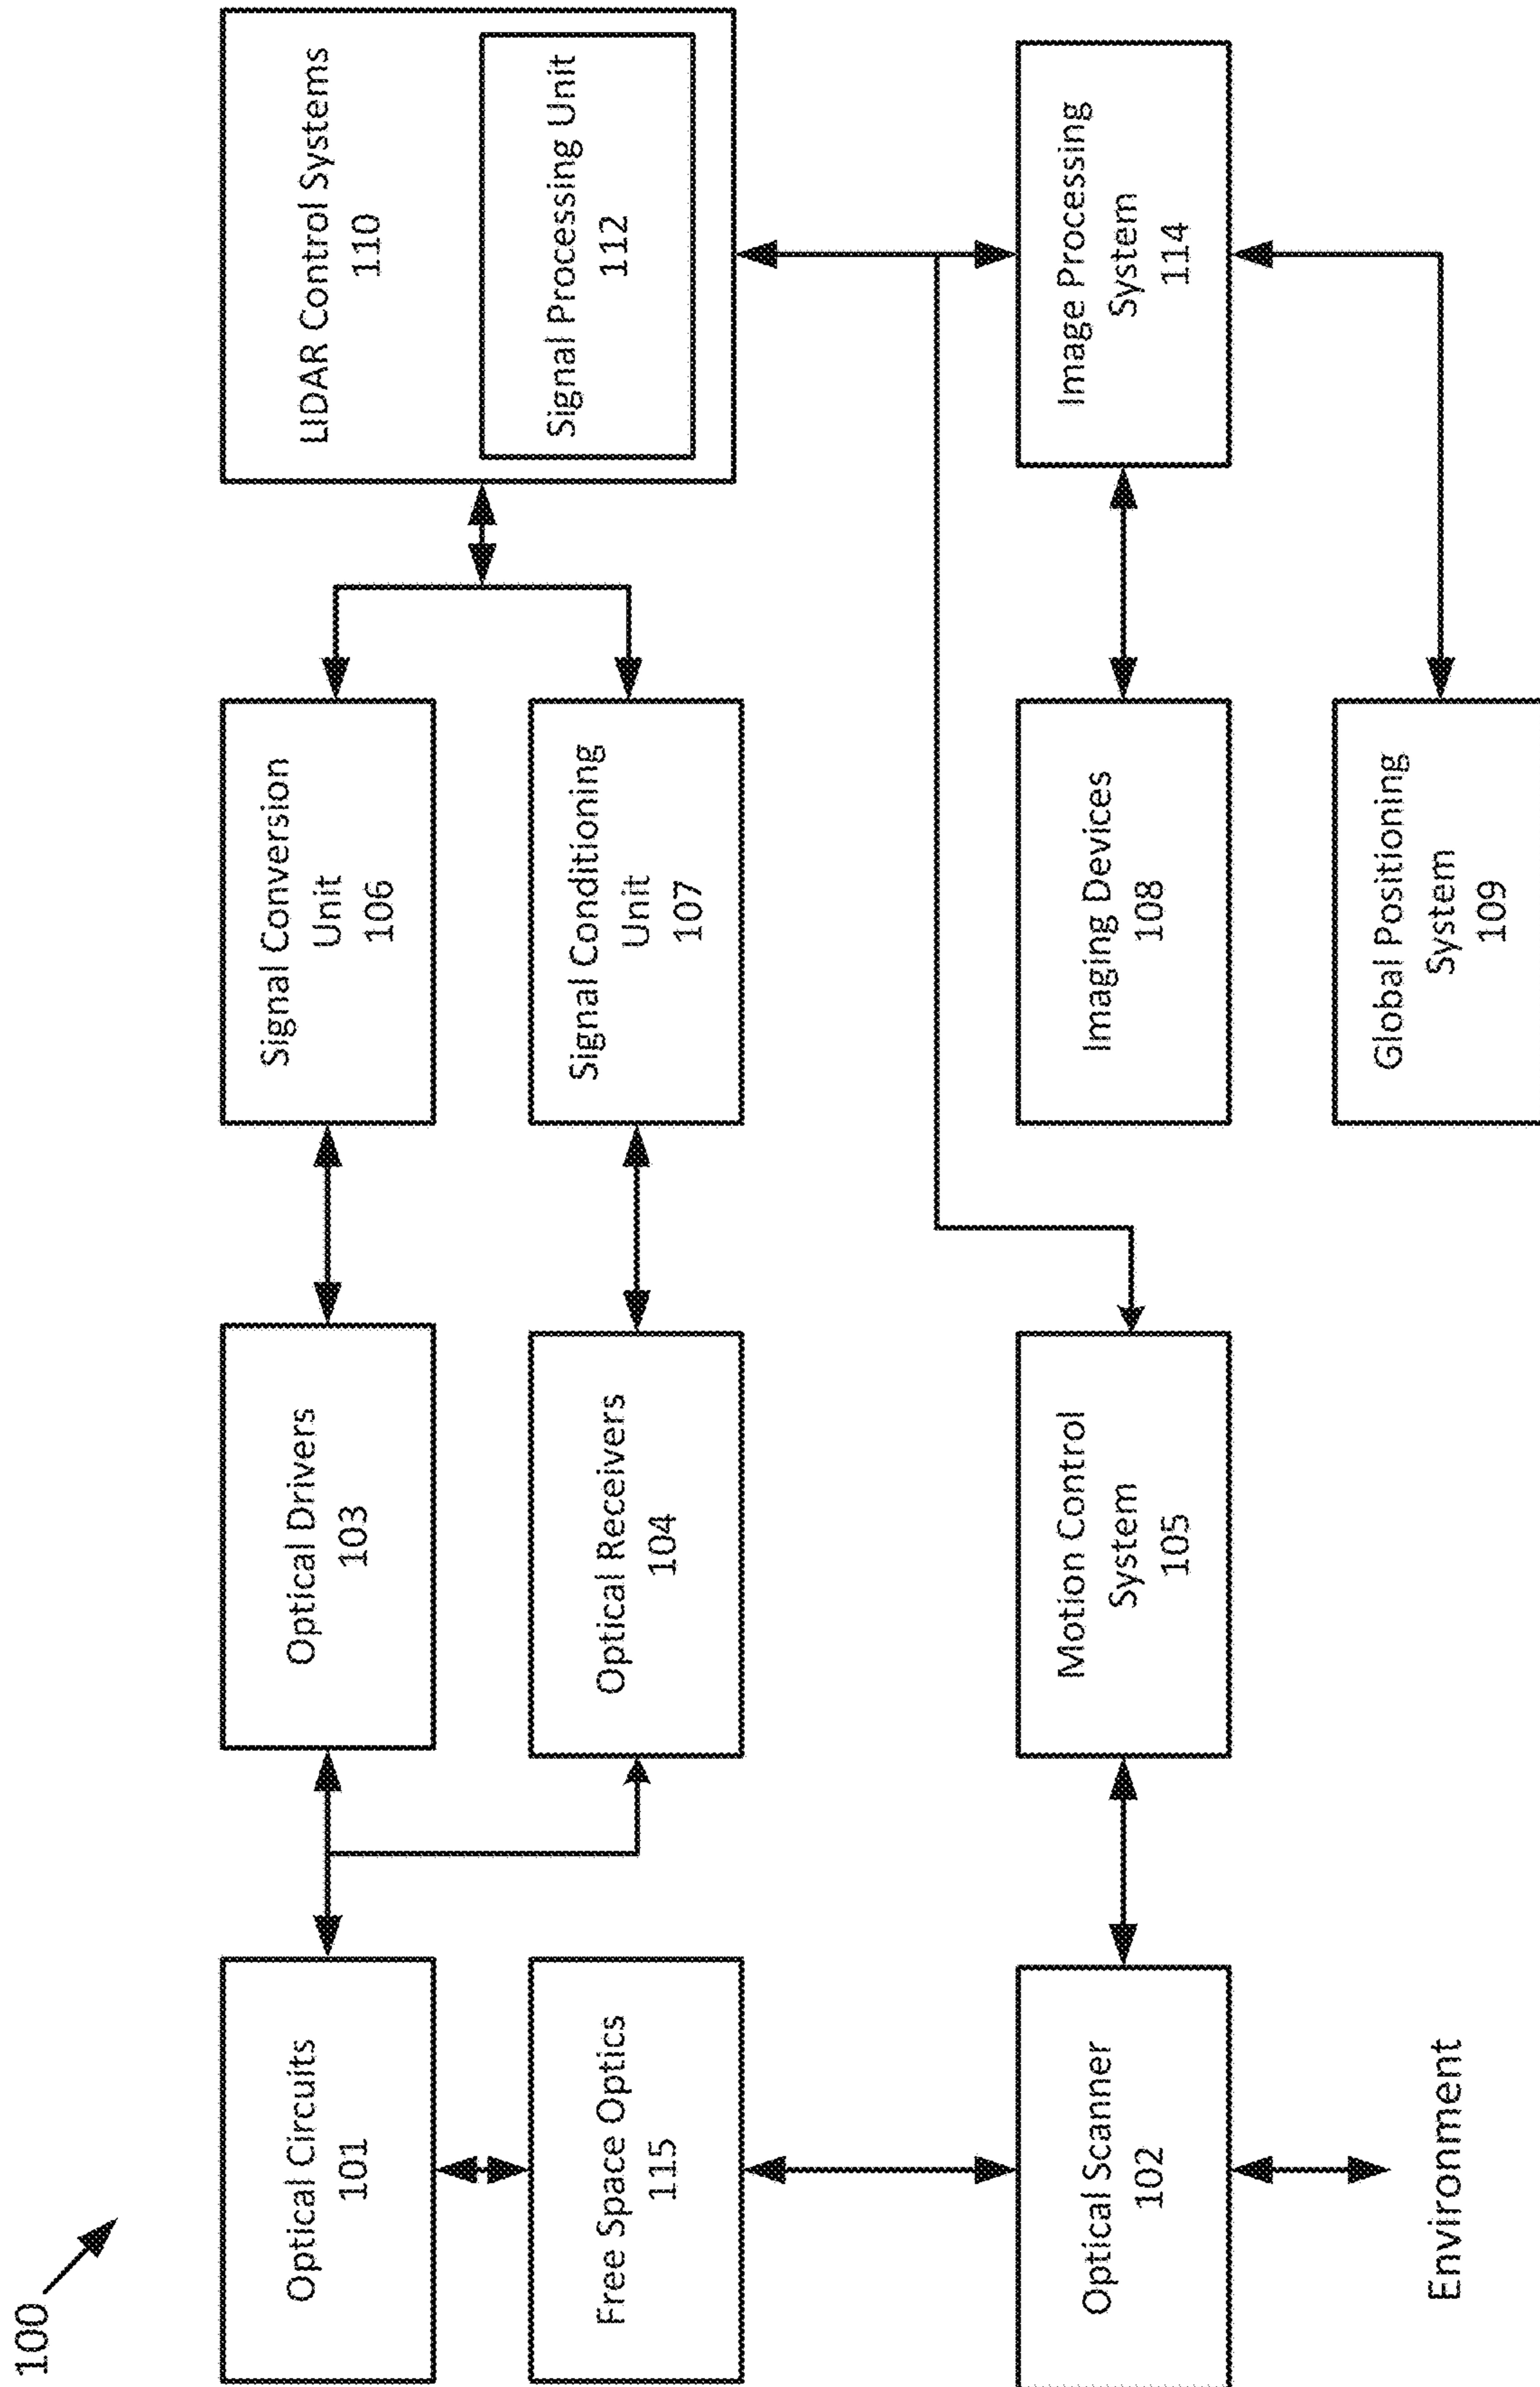 100
Optical Circuits
101
Optical Drivers
103
Signal Conversion
Unit
106
LIDAR Control Systems
110
Signal Processing Unit
112
Free Space Optics
115
Optical Receivers
104
Signal Conditioning
Unit
107
Optical Scanner
102
Motion Control
System
105
Imaging Devices
108
Image Processing
System
114
Environment
Global Positioning
System
109